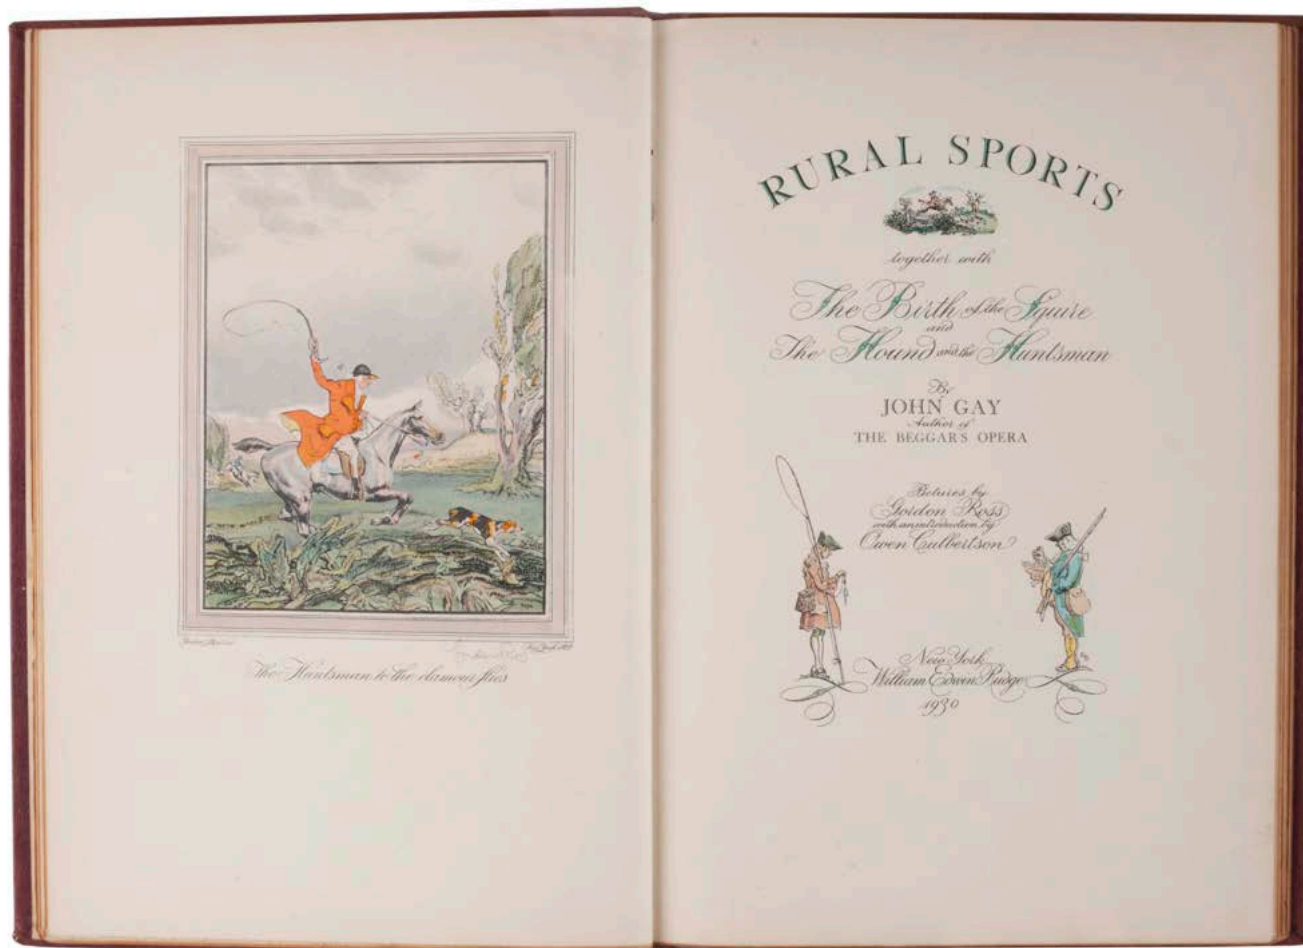 The Huntsman to the clamour flies
RURAL SPORTS
together with
The Birth of the Squire
and
The Hound and the Huntsman
By
JOHN GAY
Author of
THE BEGGAR'S OPERA
Pictures by
Gordon Ross
with an introduction by
Owen Culbertson
New York
William Edwin Rudge
1930